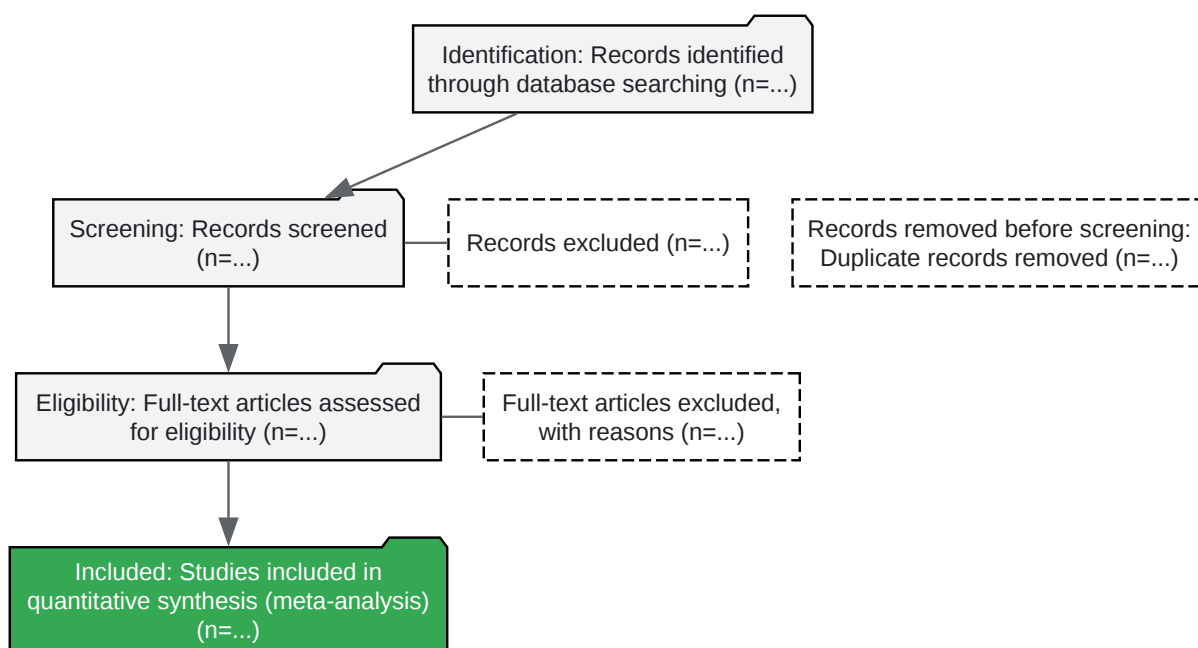 Identification: Records identified
through database searching (n=...)
Screening: Records screened
(n=...)
Records excluded (n=...)
Records removed before screening:
Duplicate records removed (n=...)
Eligibility: Full-text articles assessed
for eligibility (n=...)
Full-text articles excluded,
with reasons (n=...)
Included: Studies included in
quantitative synthesis (meta-analysis)
(n=...)